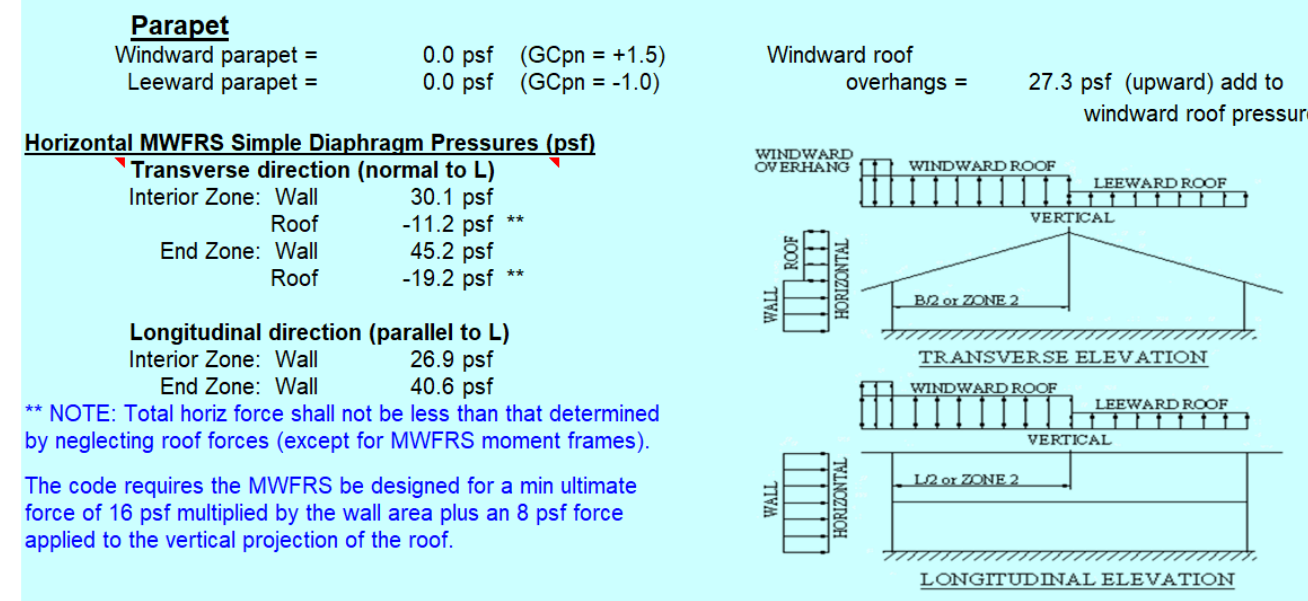 Parapet
Windward parapet = 0.0 psf (GCpn = +1.5)
Leeward parapet = 0.0 psf (GCpn = -1.0)
Windward roof
overhangs = 27.3 psf (upward) add to
windward roof pressure
Horizontal MWFRS Simple Diaphragm Pressures (psf)
Transverse direction (normal to L)
Interior Zone: Wall 30.1 psf
Roof -11.2 psf **
End Zone: Wall 45.2 psf
Roof -19.2 psf **
Longitudinal direction (parallel to L)
Interior Zone: Wall 26.9 psf
End Zone: Wall 40.6 psf
** NOTE: Total horiz force shall not be less than that determined
by neglecting roof forces (except for MWFRS moment frames).
The code requires the MWFRS be designed for a min ultimate
force of 16 psf multiplied by the wall area plus an 8 psf force
applied to the vertical projection of the roof.
WINDWARD
OVERHANG
WINDWARD ROOF
LEEWARD ROOF
VERTICAL
ROOF
WALL
HORIZONTAL
B/2 or ZONE 2
TRANSVERSE ELEVATION
WINDWARD ROOF
LEEWARD ROOF
VERTICAL
WALL
HORIZONTAL
L/2 or ZONE 2
LONGITUDINAL ELEVATION